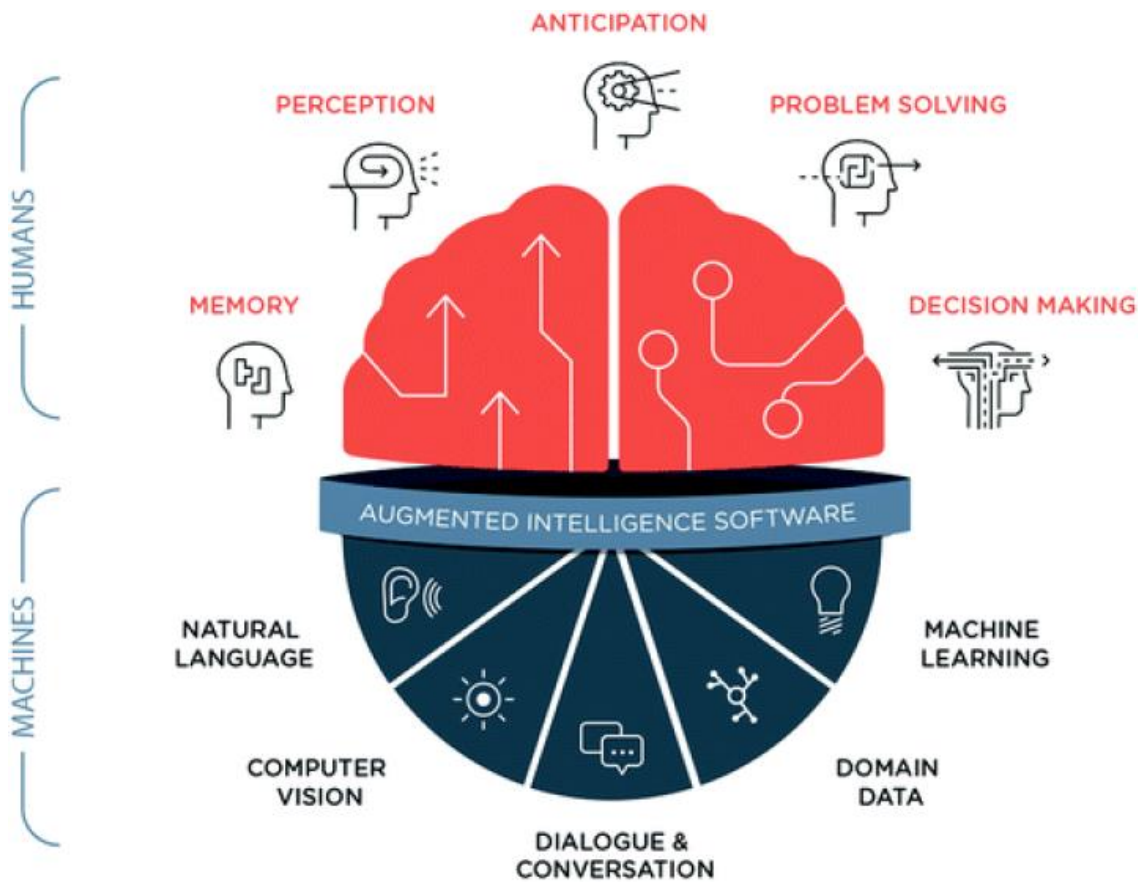 ANTICIPATION
PERCEPTION
PROBLEM SOLVING
HUMANS
MEMORY
DECISION MAKING
AUGMENTED INTELLIGENCE SOFTWARE
MACHINES
NATURAL
LANGUAGE
MACHINE
LEARNING
COMPUTER
VISION
DOMAIN
DATA
DIALOGUE &
CONVERSATION